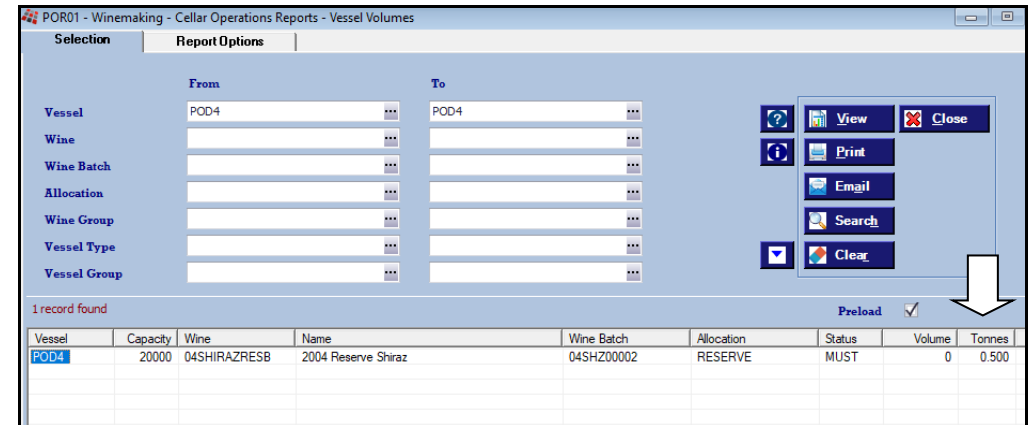 POR01 - Winemaking - Cellar Operations Reports - Vessel Volumes
Selection Report Options
From To
Vessel POD4 ... POD4 ...
Wine ... ...
Wine Batch ... ...
Allocation ... ...
Wine Group ... ...
Vessel Type ... ...
Vessel Group ... ...
View Close
Print
Email
Search
Clear
1 record found Preload
Vessel Capacity Wine Name Wine Batch Allocation Status Volume Tonnes
POD4 20000 04SHIRAZRESB 2004 Reserve Shiraz 04SHZ00002 RESERVE MUST 0 0.500